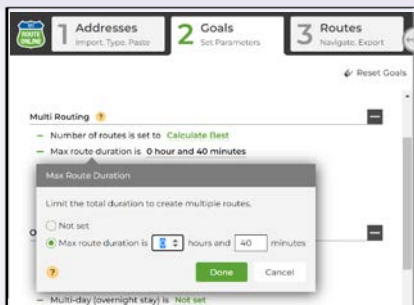 MY
ROUTE
ONLINE
1 Addresses
Import, Type, Paste
2 Goals
Set Parameters
3 Routes
Navigate, Export
Reset Goals
Multi Routing ?
– Number of routes is set to Calculate Best
– Max route duration is 0 hour and 40 minutes
Max Route Duration
Limit the total duration to create multiple routes.
Not set
Max route duration is 0 hours and 40 minutes
?
Done
Cancel
O
– Multi-day (overnight stay) is Not set